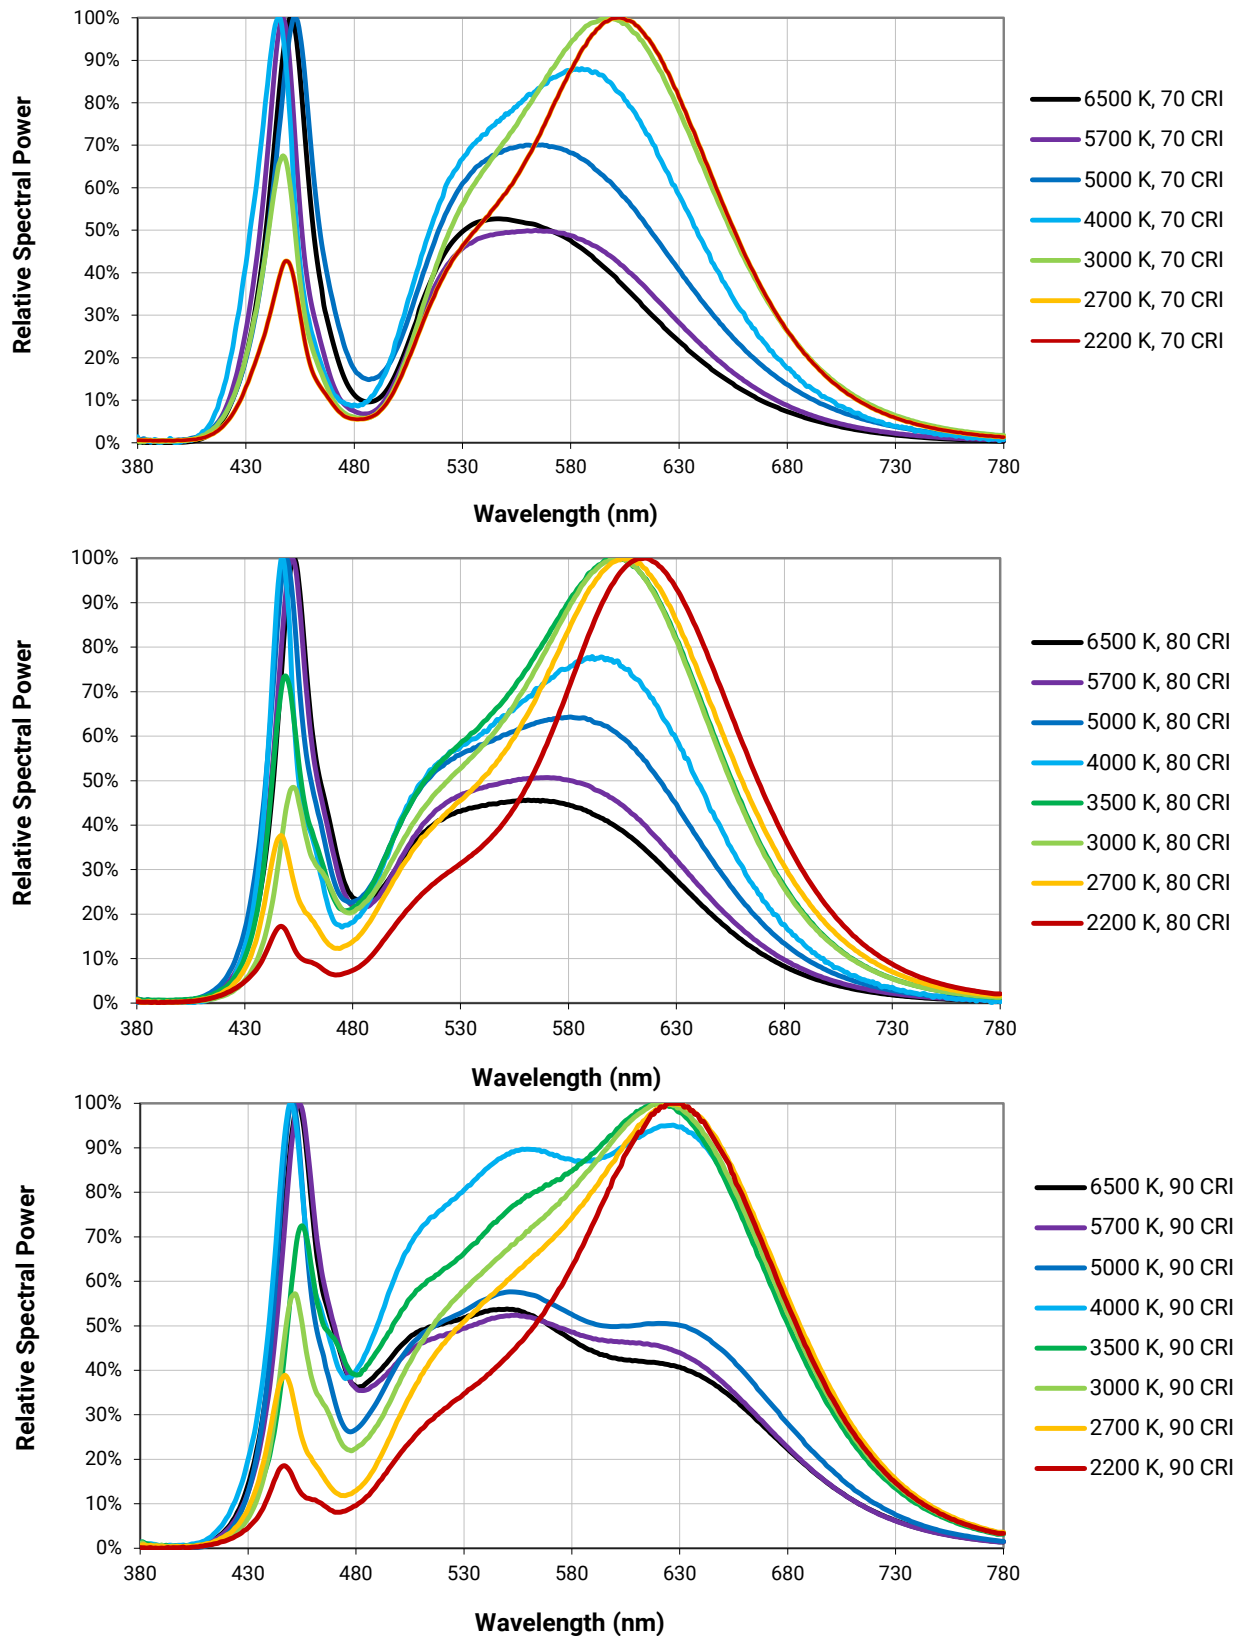 100%
90%
80%
70%
60%
50%
40%
30%
20%
10%
0%
380 430 480 530 580 630 680 730 780
Relative Spectral Power
Wavelength (nm)
6500 K, 70 CRI
5700 K, 70 CRI
5000 K, 70 CRI
4000 K, 70 CRI
3000 K, 70 CRI
2700 K, 70 CRI
2200 K, 70 CRI
100%
90%
80%
70%
60%
50%
40%
30%
20%
10%
0%
380 430 480 530 580 630 680 730 780
Relative Spectral Power
Wavelength (nm)
6500 K, 80 CRI
5700 K, 80 CRI
5000 K, 80 CRI
4000 K, 80 CRI
3500 K, 80 CRI
3000 K, 80 CRI
2700 K, 80 CRI
2200 K, 80 CRI
100%
90%
80%
70%
60%
50%
40%
30%
20%
10%
0%
380 430 480 530 580 630 680 730 780
Relative Spectral Power
Wavelength (nm)
6500 K, 90 CRI
5700 K, 90 CRI
5000 K, 90 CRI
4000 K, 90 CRI
3500 K, 90 CRI
3000 K, 90 CRI
2700 K, 90 CRI
2200 K, 90 CRI